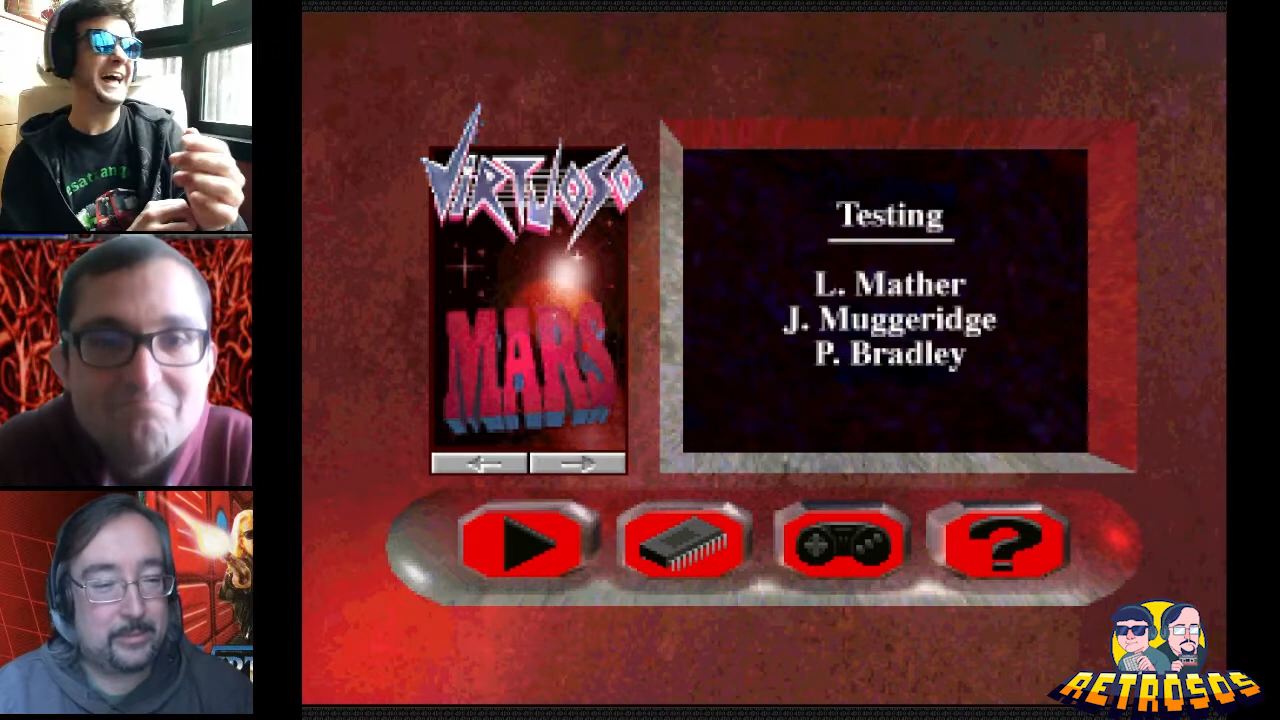 VIRTUOSO
MARS
Testing
L. Mather
J. Muggeridge
P. Bradley
?
RETROSOS